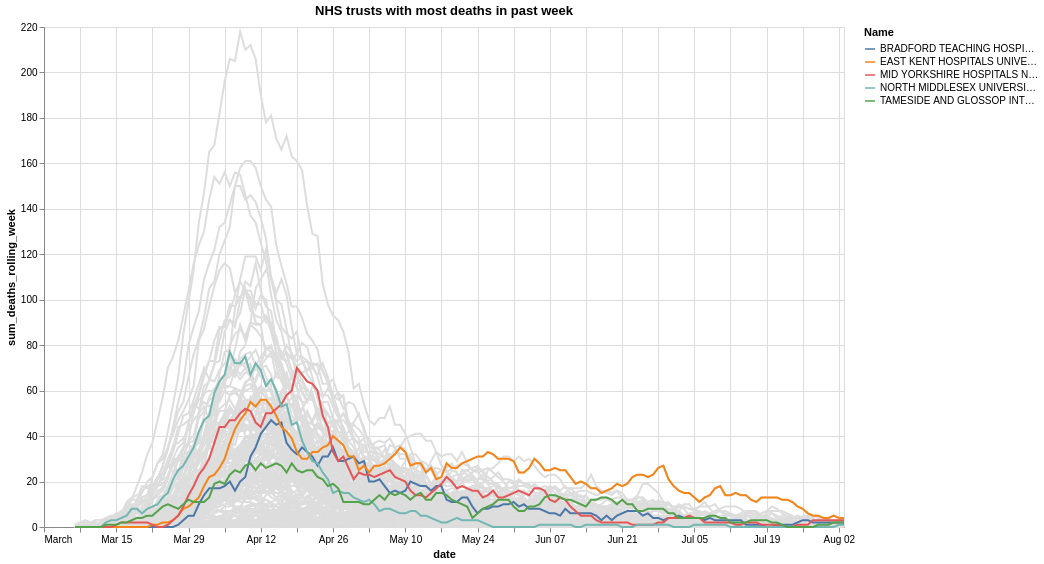 NHS trusts with most deaths in past week
220
200
180
160
140
120
100
80
60
40
20
0
sum_deaths_rolling_week
March
Mar 15
Mar 29
Apr 12
Apr 26
May 10
May 24
Jun 07
Jun 21
Jul 05
Jul 19
Aug 02
date
Name
BRADFORD TEACHING HOSPI…
EAST KENT HOSPITALS UNIVE…
MID YORKSHIRE HOSPITALS N…
NORTH MIDDLESEX UNIVERSI…
TAMESIDE AND GLOSSOP INT…